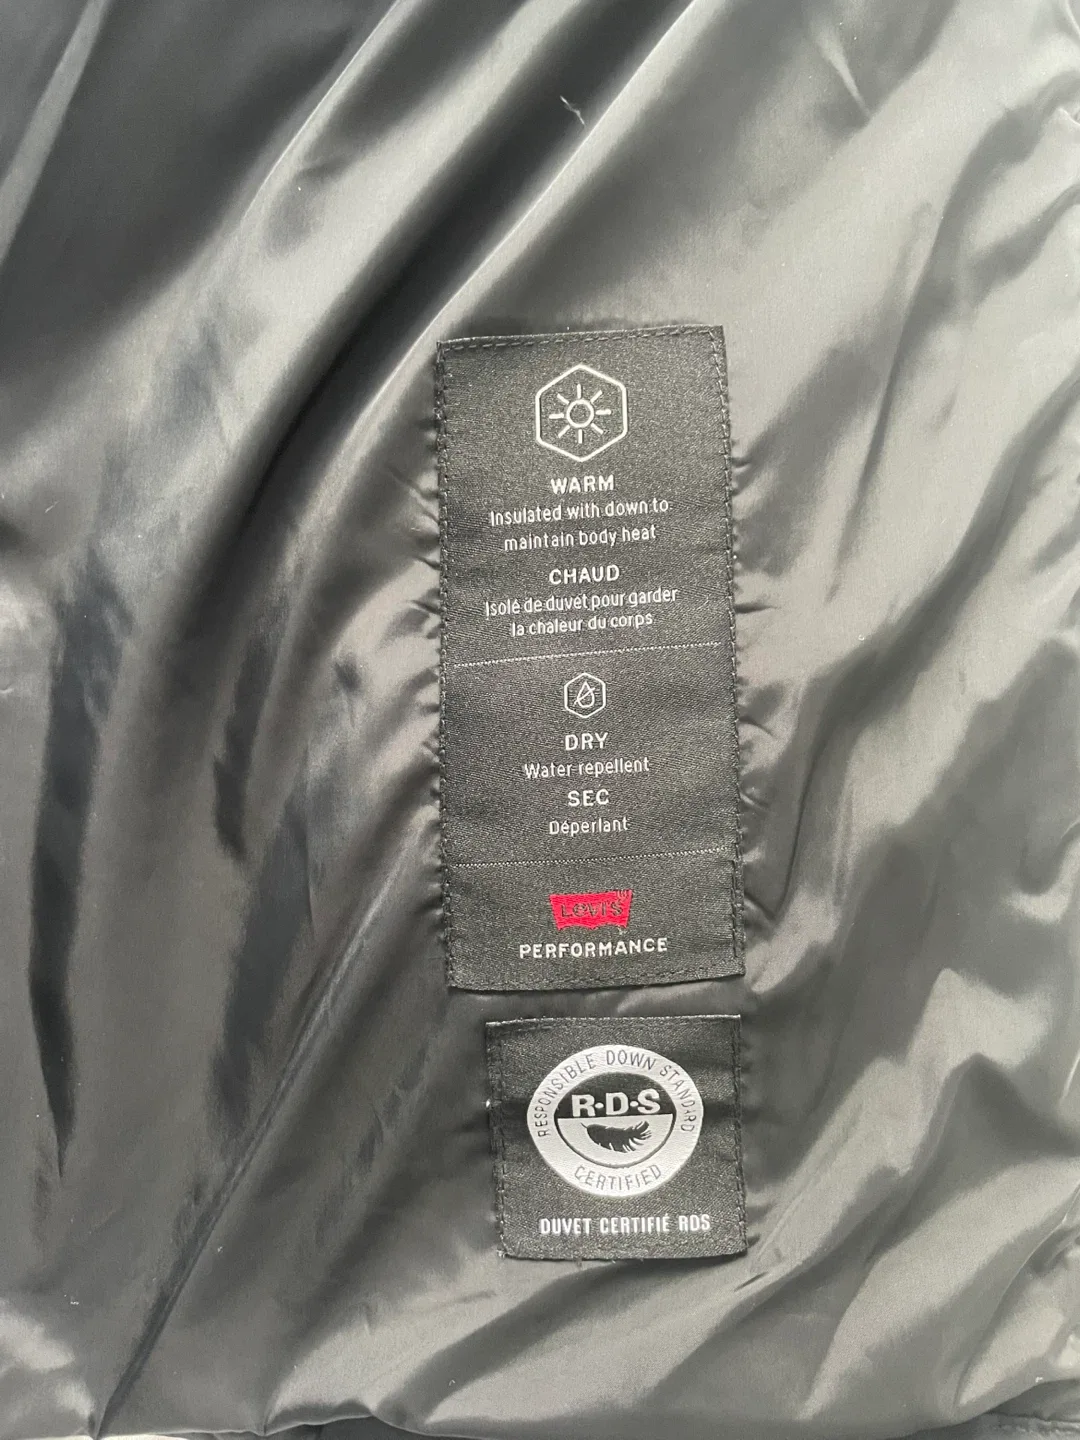 WARM
Insulated with down to
maintain body heat
CHAUD
Isolé de duvet pour garder
la chaleur du corps
DRY
Water repellent
SEC
Déperlant
LEVI'S
PERFORMANCE
RESPONSIBLE DOWN STANDARD
R·D·S
CERTIFIED
DUVET CERTIFIÉ RDS